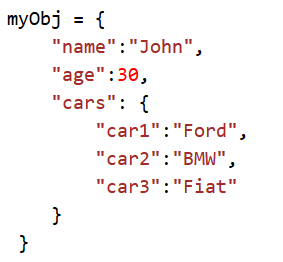 myObj = {
    "name":"John",
    "age":30,
    "cars": {
        "car1":"Ford",
        "car2":"BMW",
        "car3":"Fiat"
    }
 }